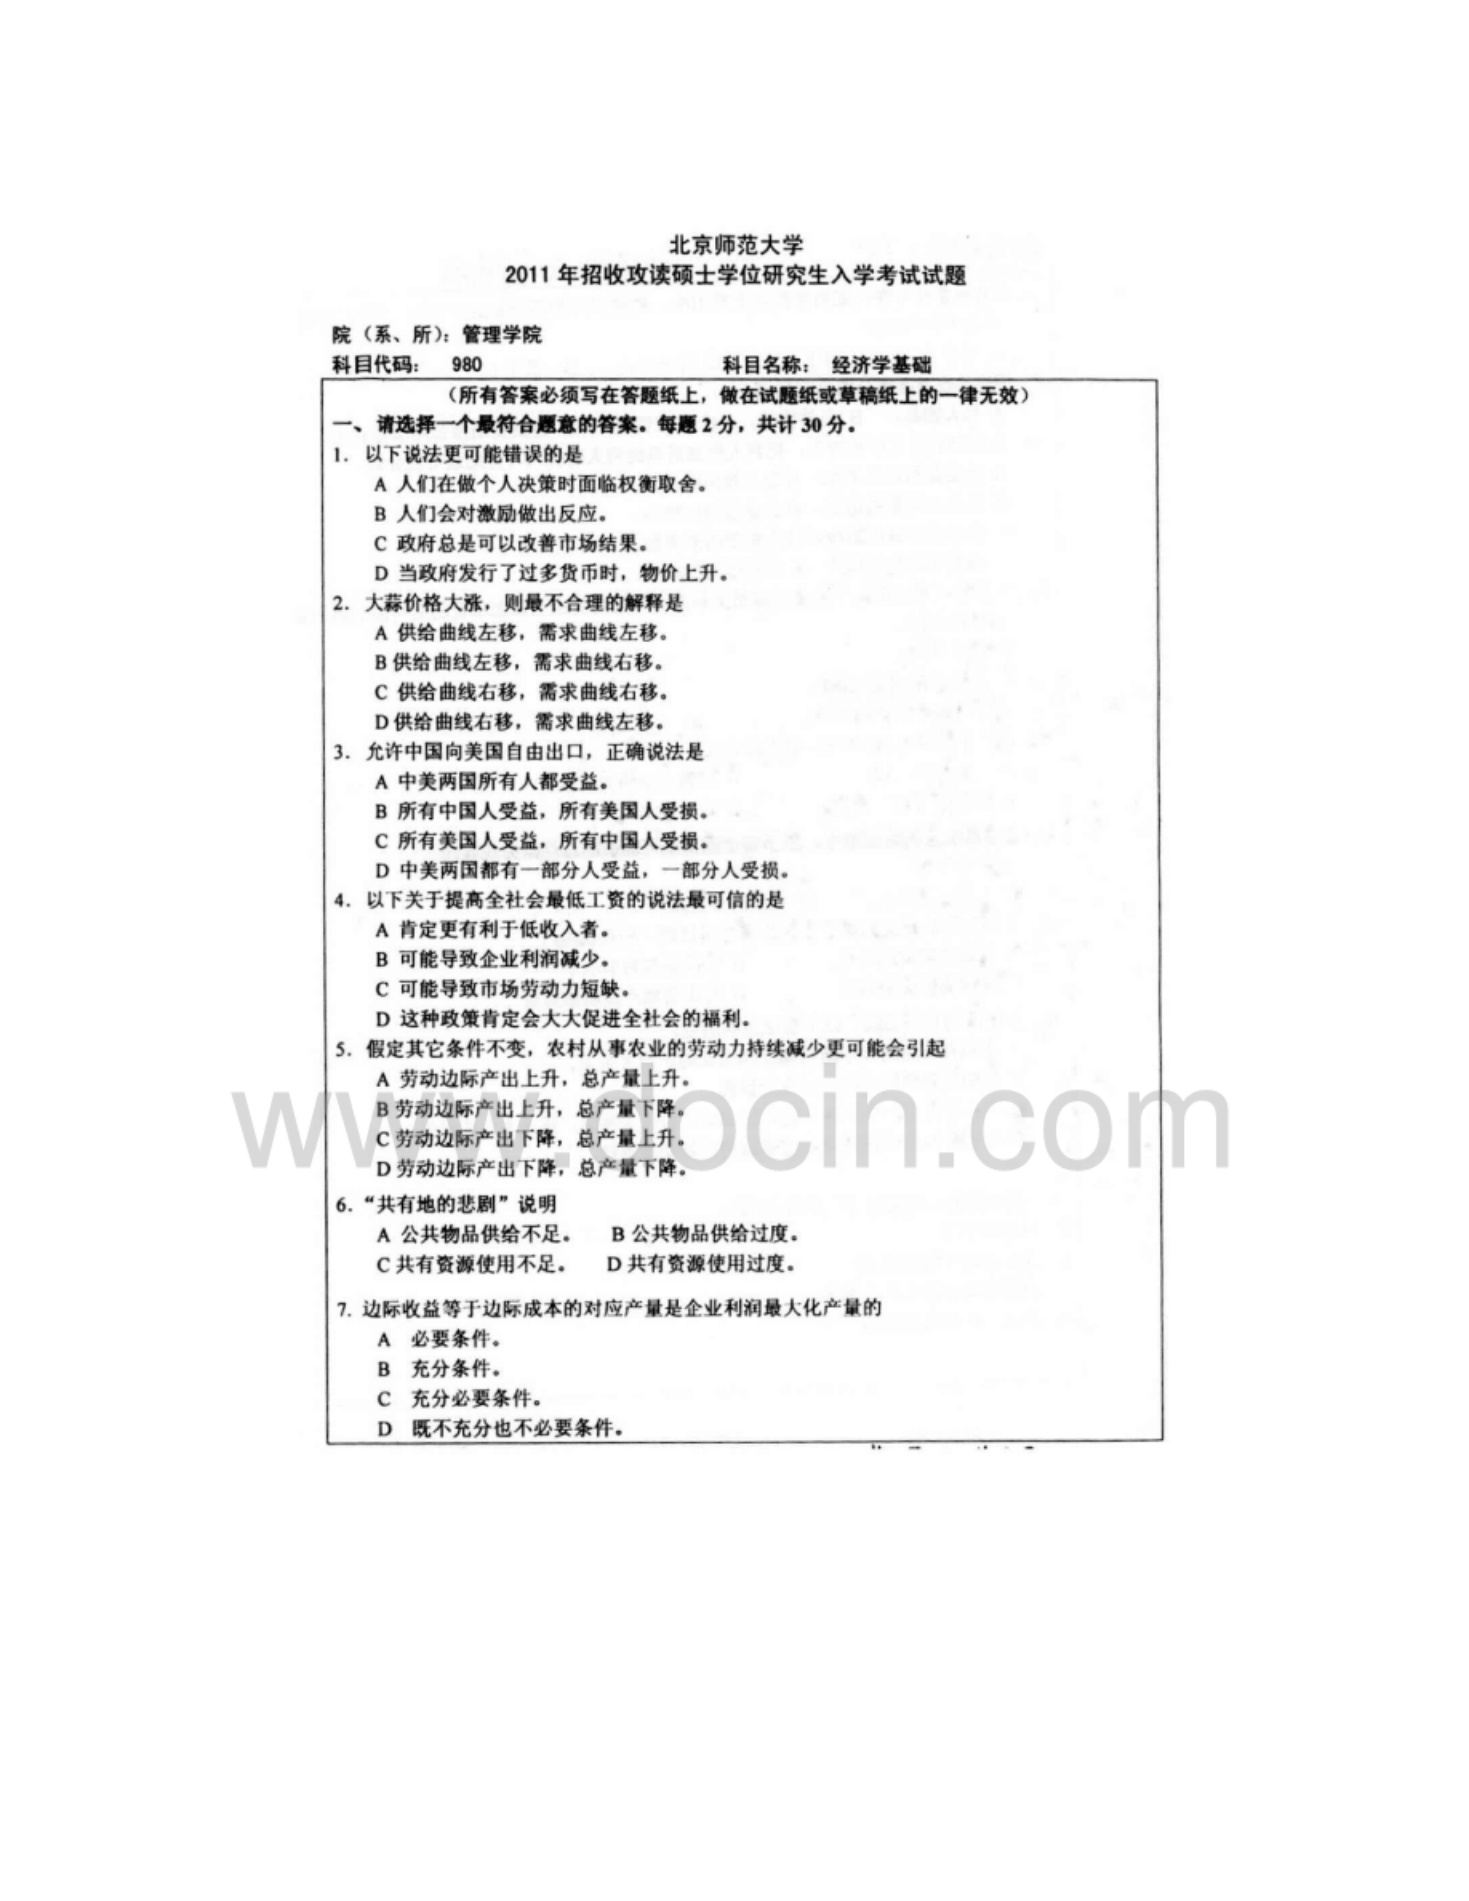 北京师范大学
2011 年招收攻读硕士学位研究生入学考试试题
院（系、所）：管理学院
科目代码： 980 科目名称： 经济学基础
（所有答案必须写在答题纸上，做在试题纸或草稿纸上的一律无效）
一、请选择一个最符合题意的答案。每题 2 分，共计 30 分。
1．以下说法更可能错误的是
A 人们在做个人决策时面临权衡取舍。
B 人们会对激励做出反应。
C 政府总是可以改善市场结果。
D 当政府发行了过多货币时，物价上升。
2．大蒜价格大涨，则最不合理的解释是
A 供给曲线左移，需求曲线左移。
B 供给曲线左移，需求曲线右移。
C 供给曲线右移，需求曲线右移。
D 供给曲线右移，需求曲线左移。
3．允许中国向美国自由出口，正确说法是
A 中美两国所有人都受益。
B 所有中国人受益，所有美国人受损。
C 所有美国人受益，所有中国人受损。
D 中美两国都有一部分人受益，一部分人受损。
4．以下关于提高全社会最低工资的说法最可信的是
A 肯定更有利于低收入者。
B 可能导致企业利润减少。
C 可能导致市场劳动力短缺。
D 这种政策肯定会大大促进全社会的福利。
5．假定其它条件不变，农村从事农业的劳动力持续减少更可能会引起
A 劳动边际产出上升，总产量上升。
B 劳动边际产出上升，总产量下降。
C 劳动边际产出下降，总产量上升。
D 劳动边际产出下降，总产量下降。
www.docin.com
6．“共有地的悲剧”说明
A 公共物品供给不足。 B 公共物品供给过度。
C 共有资源使用不足。 D 共有资源使用过度。
7. 边际收益等于边际成本的对应产量是企业利润最大化产量的
A 必要条件。
B 充分条件。
C 充分必要条件。
D 既不充分也不必要条件。